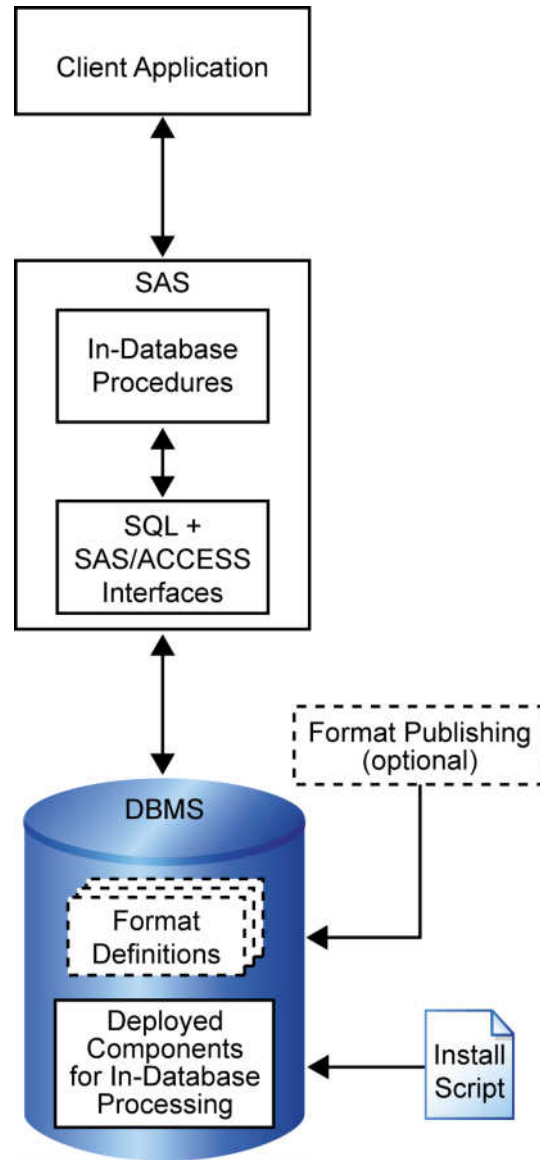 Client Application
SAS
In-Database
Procedures
SQL +
SAS/ACCESS
Interfaces
Format Publishing
(optional)
DBMS
Format
Definitions
Deployed
Components
for In-Database
Processing
Install
Script